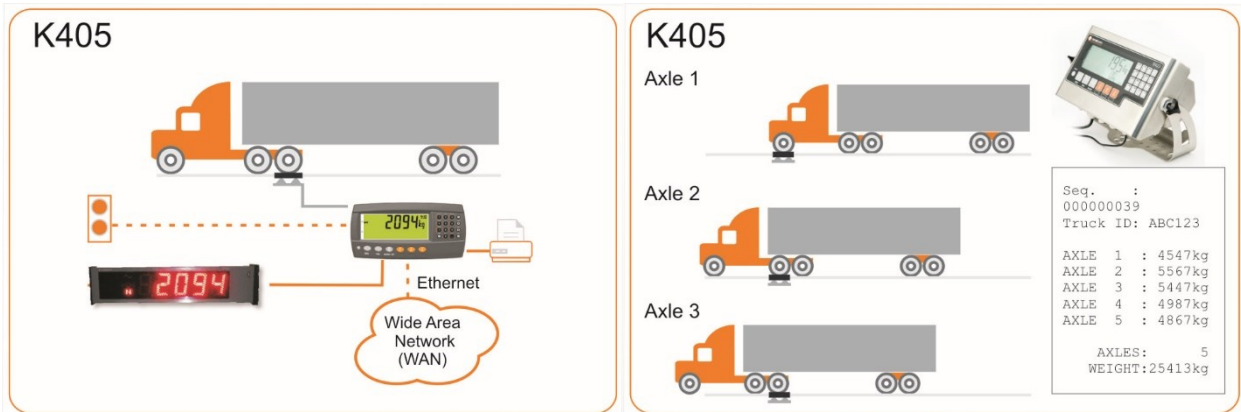 K405
2094kg
2094
Ethernet
Wide Area
Network
(WAN)
K405
Axle 1
Axle 2
Axle 3
Seq. :
000000039
Truck ID: ABC123
AXLE 1 : 4547kg
AXLE 2 : 5567kg
AXLE 3 : 5447kg
AXLE 4 : 4987kg
AXLE 5 : 4867kg
AXLES: 5
WEIGHT:25413kg